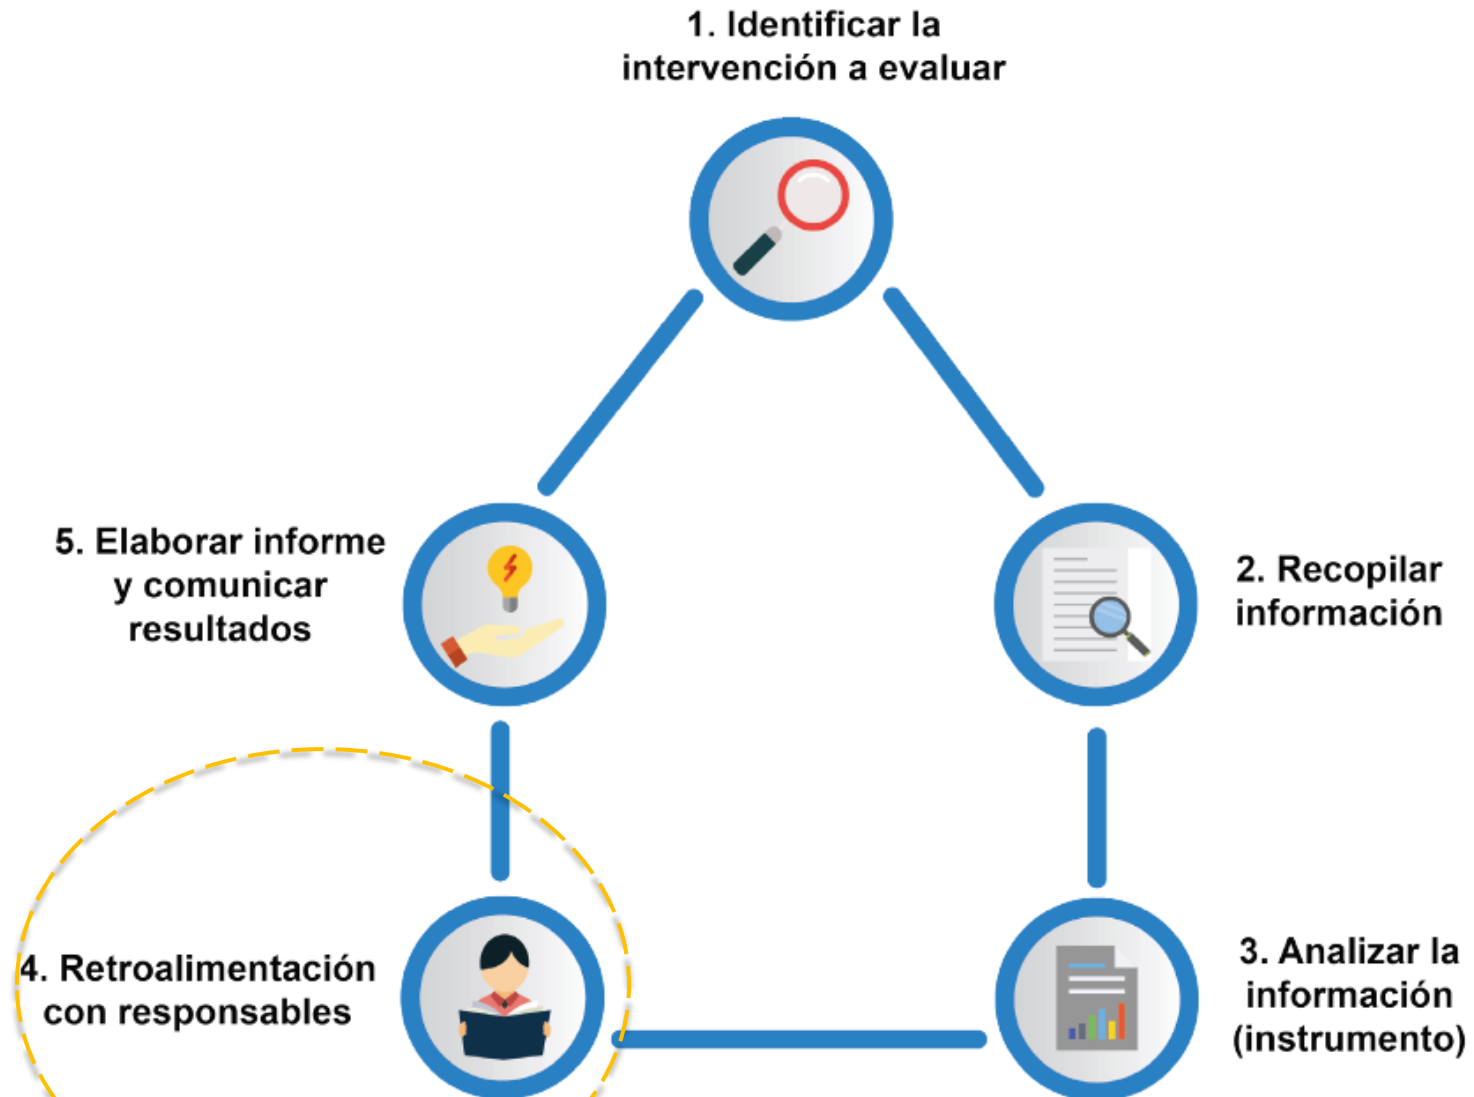 1. Identificar la
intervención a evaluar
2. Recopilar
información
3. Analizar la
información
(instrumento)
4. Retroalimentación
con responsables
5. Elaborar informe
y comunicar
resultados